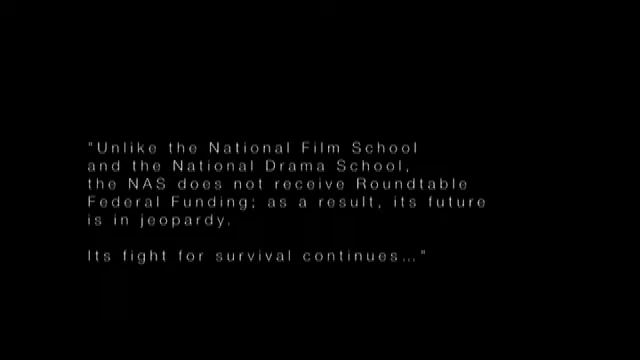 "Unlike the National Film School
and the National Drama School,
the NAS does not receive Roundtable
Federal Funding; as a result, its future
is in jeopardy.
Its fight for survival continues..."